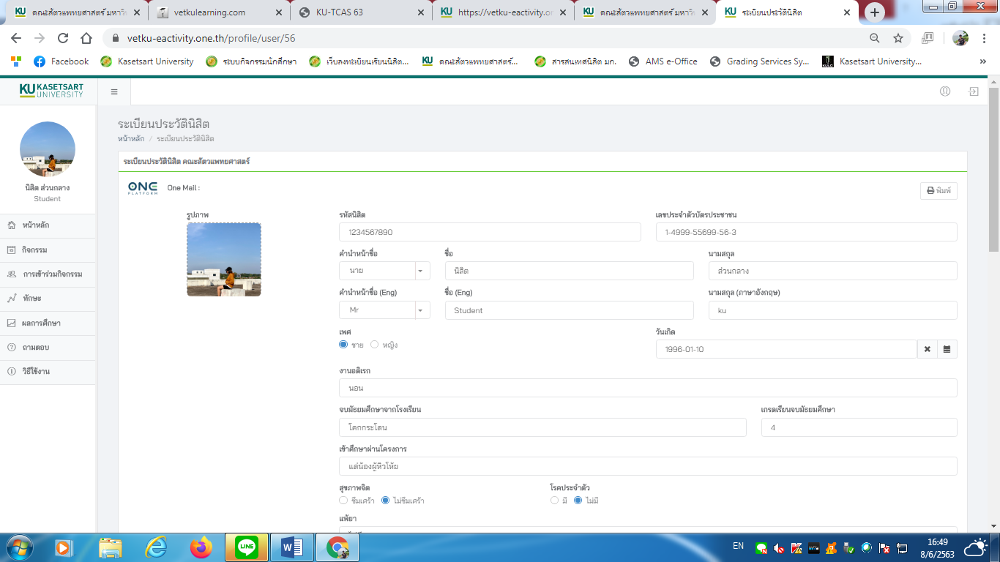 คณะสัตวแพทยศาสตร์ มหาวิท
vetkulearning.com
KU-TCAS 63
https://vetku-eactivity.on
คณะสัตวแพทยศาสตร์ มหาวิท
ระเบียนประวัตินิสิต
vetku-eactivity.one.th/profile/user/56
Facebook
Kasetsart University
ระบบกิจกรรมนักศึกษา
เว็บลงทะเบียนเรียนนิสิต...
คณะสัตวแพทยศาสตร์...
สารสนเทศนิสิต มก.
AMS e-Office
Grading Services Sy...
Kasetsart University...
KU KASETSART UNIVERSITY
ระเบียนประวัตินิสิต
หน้าหลัก / ระเบียนประวัตินิสิต
นิสิต ส่วนกลาง
Student
หน้าหลัก
กิจกรรม
การเข้าร่วมกิจกรรม
ทักษะ
ผลการศึกษา
ถามตอบ
วิธีใช้งาน
ระเบียนประวัตินิสิต คณะสัตวแพทยศาสตร์
ONE PLATFORM One Mail :
พิมพ์
รูปภาพ
รหัสนิสิต
เลขประจำตัวบัตรประชาชน
1234567890
1-4999-55699-56-3
คำนำหน้าชื่อ
ชื่อ
นามสกุล
นาย
นิสิต
ส่วนกลาง
คำนำหน้าชื่อ (Eng)
ชื่อ (Eng)
นามสกุล (ภาษาอังกฤษ)
Mr
Student
ku
เพศ
วันเกิด
ชาย หญิง
1996-01-10
งานอดิเรก
นอน
จบมัธยมศึกษาจากโรงเรียน
เกรดเรียนจบมัธยมศึกษา
โคกกระโดน
4
เข้าศึกษาผ่านโครงการ
แด่น้องผู้หิวโห้ย
สุขภาพจิต
โรคประจำตัว
ซึมเศร้า ไม่ซึมเศร้า
มี ไม่มี
แพ้ยา
EN
16:49
8/6/2563